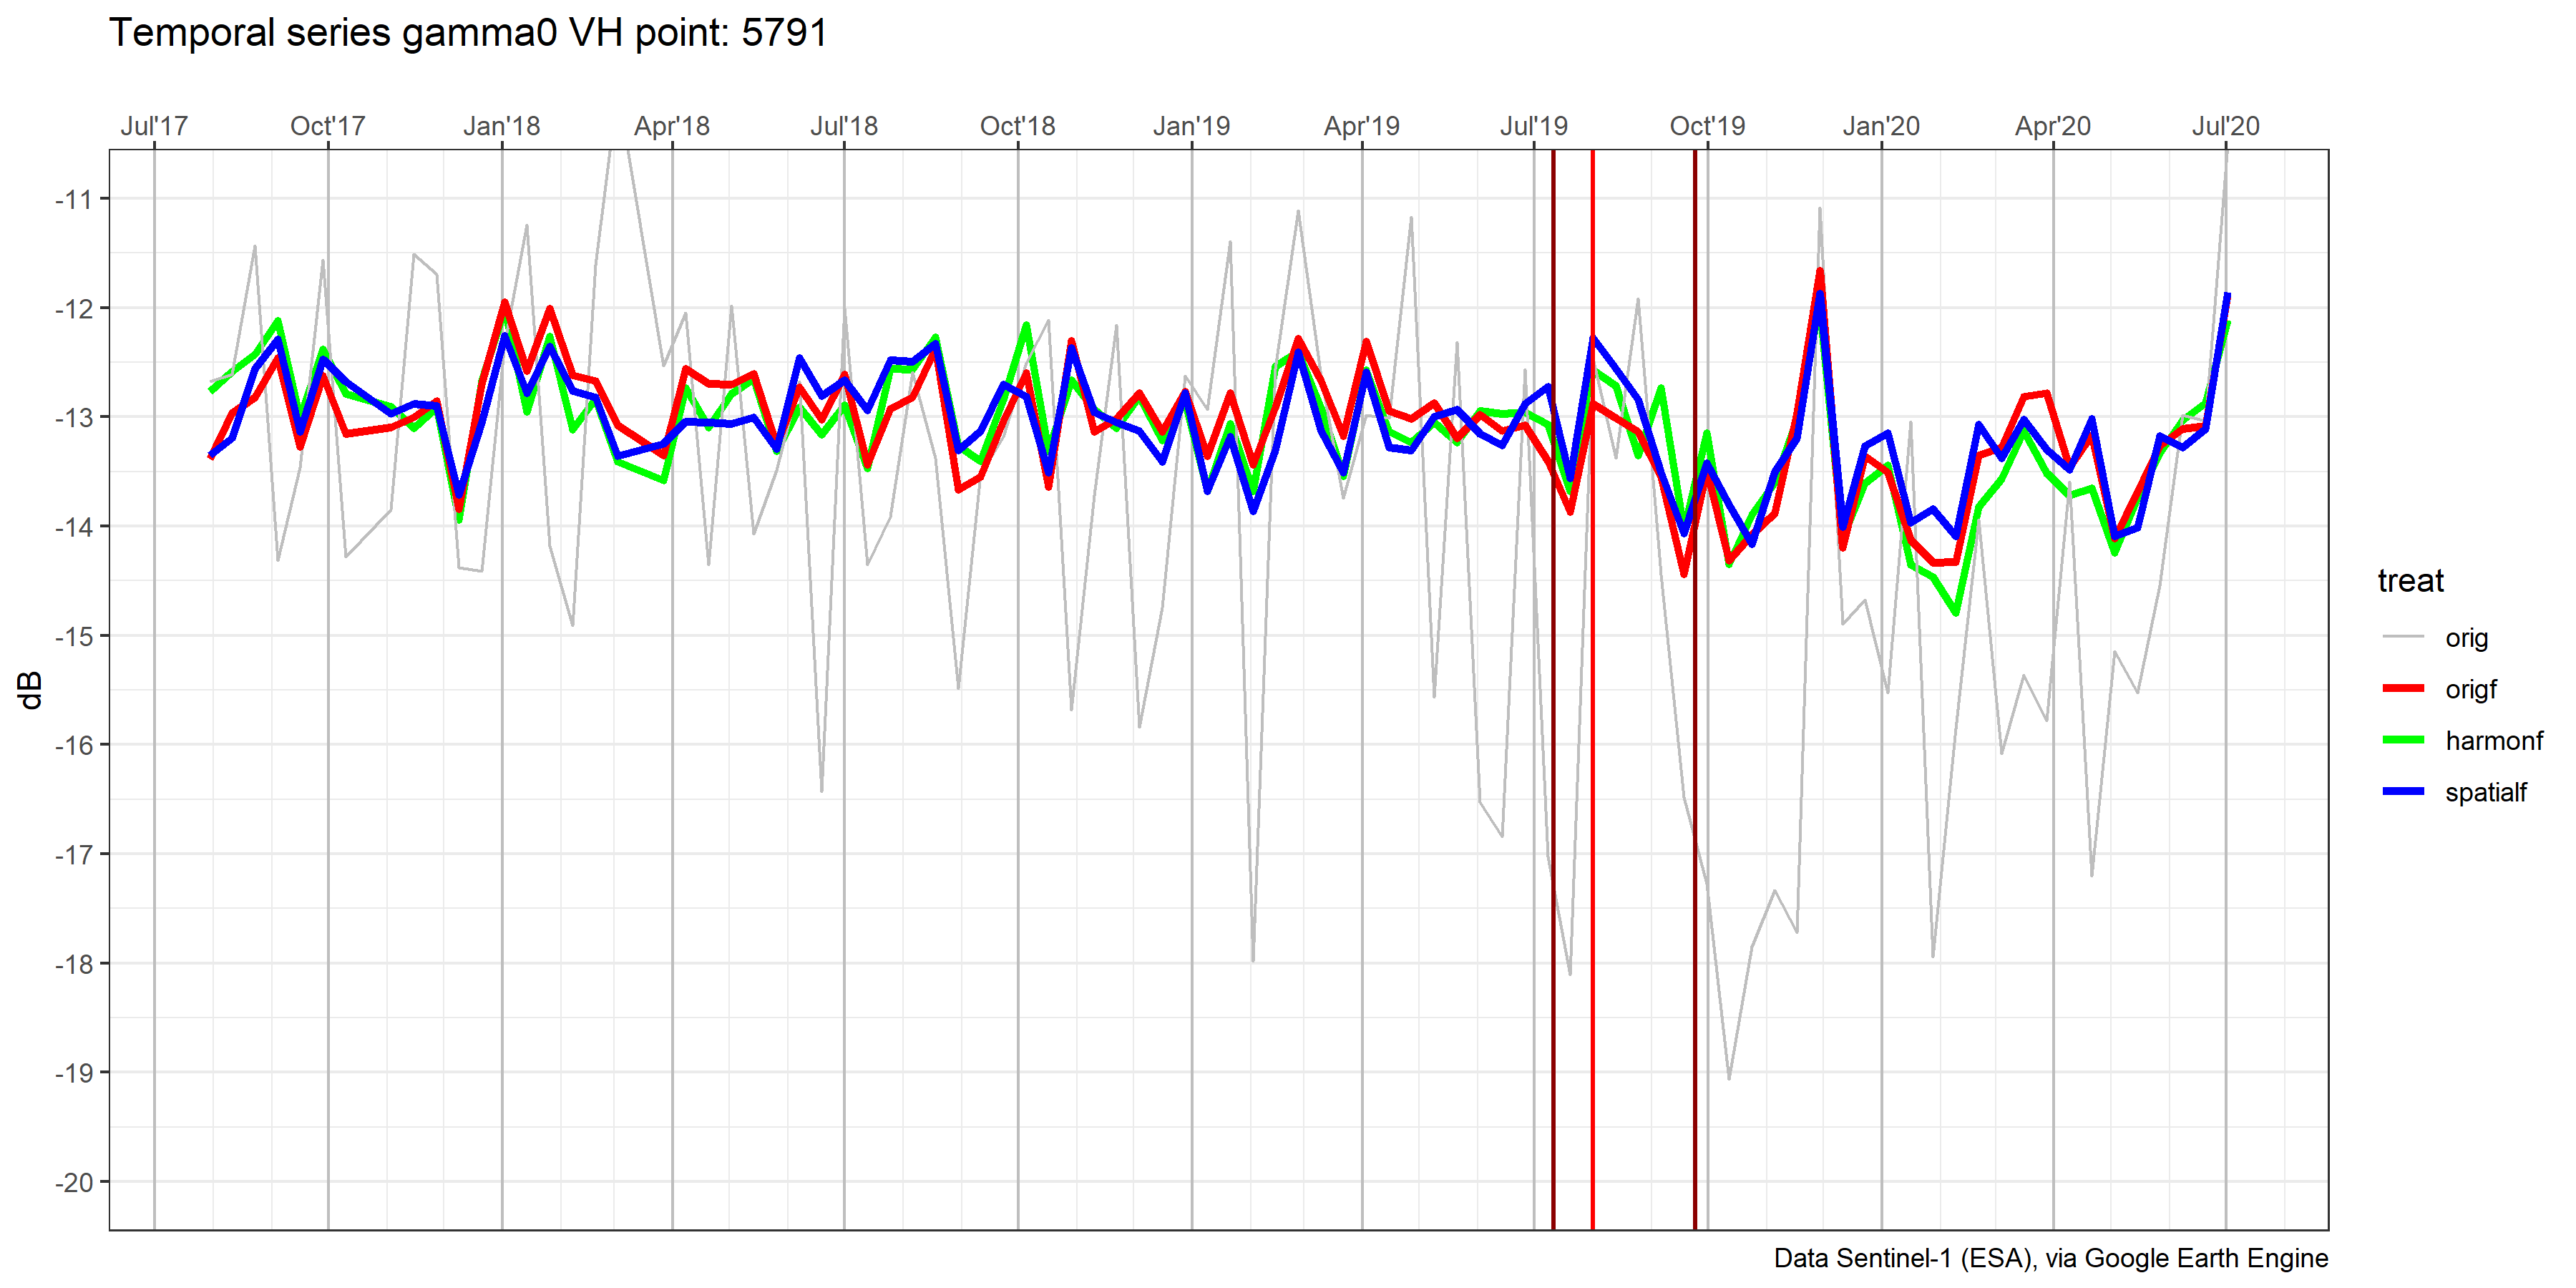 Temporal series gamma0 VH point: 5791
Jul'17 Oct'17 Jan'18 Apr'18 Jul'18 Oct'18 Jan'19 Apr'19 Jul'19 Oct'19 Jan'20 Apr'20 Jul'20
-11
-12
-13
-14
-15
-16
-17
-18
-19
-20
dB
treat
orig
origf
harmonf
spatialf
Data Sentinel-1 (ESA), via Google Earth Engine